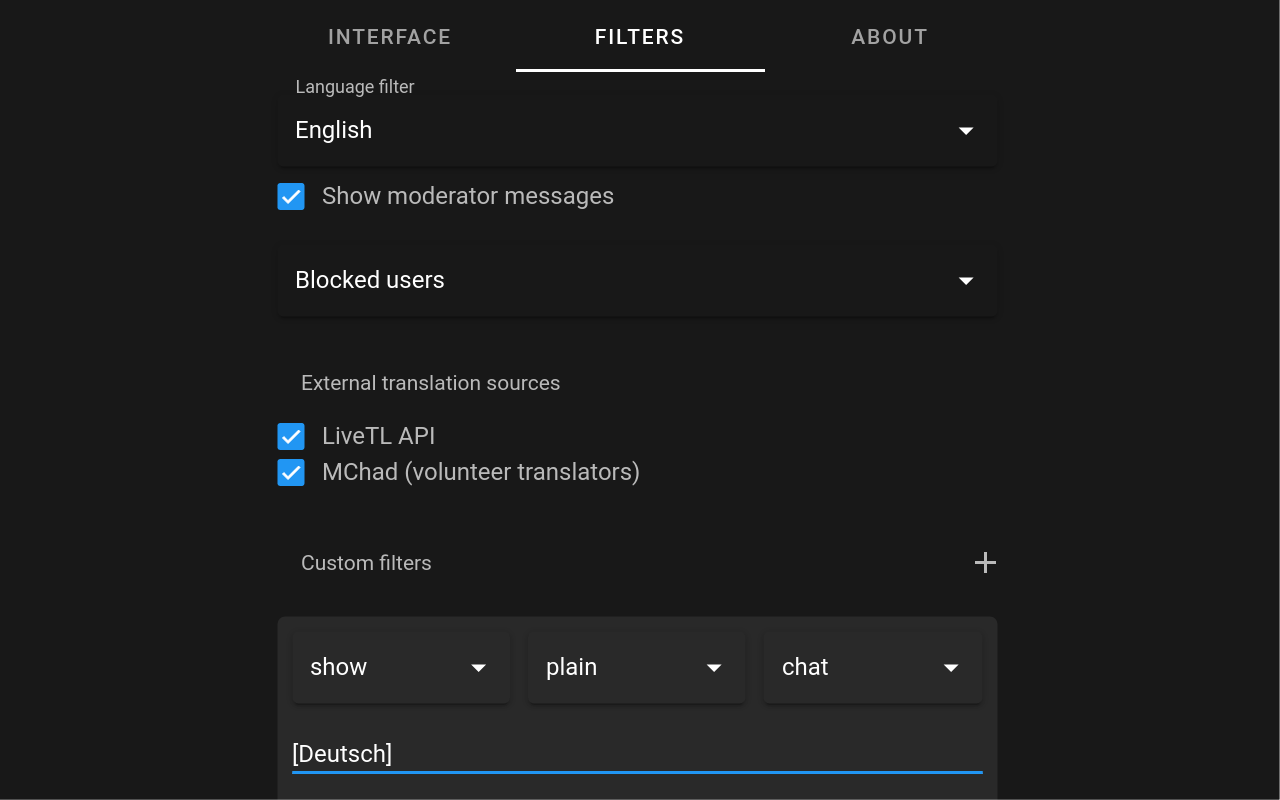 INTERFACE FILTERS ABOUT
Language filter
English
Show moderator messages
Blocked users
External translation sources
LiveTL API
MChad (volunteer translators)
Custom filters
show plain chat
[Deutsch]